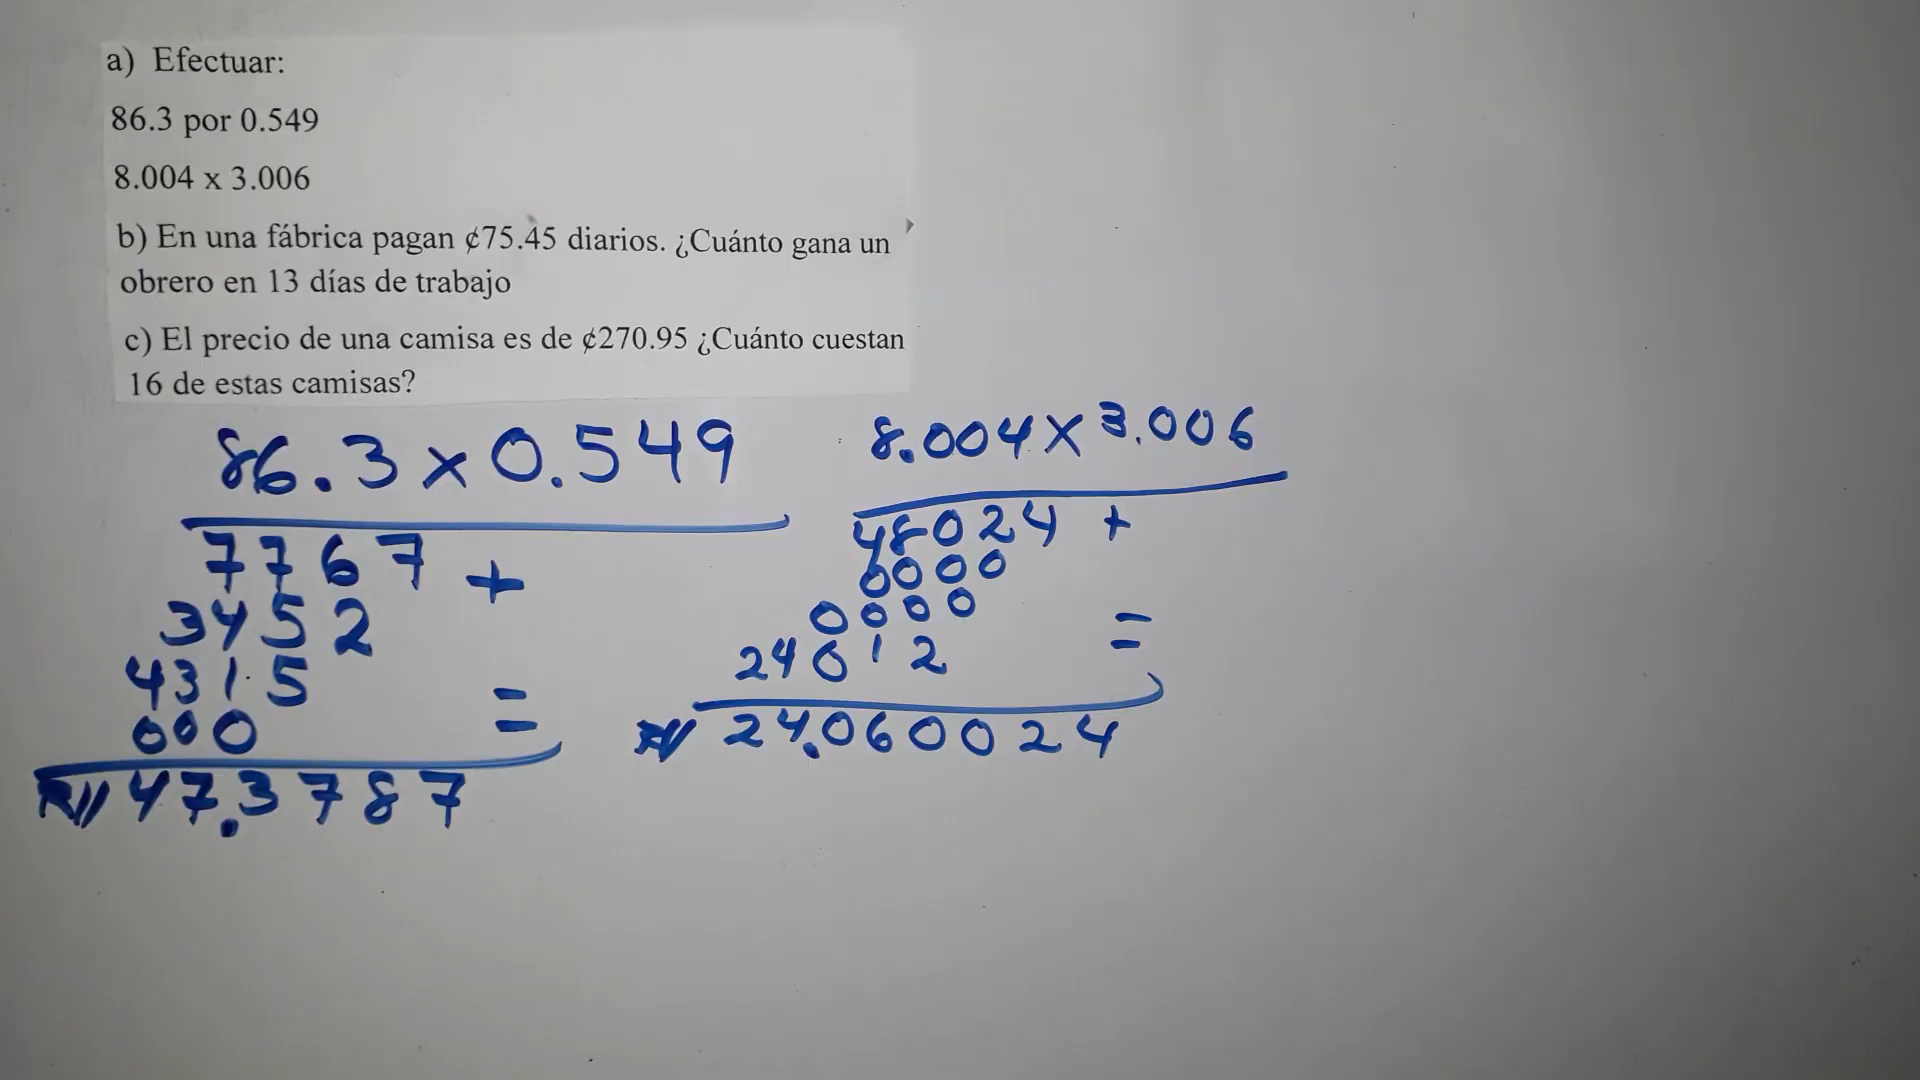 a) Efectuar:
86.3 por 0.549
8.004 x 3.006
b) En una fábrica pagan ¢75.45 diarios. ¿Cuánto gana un
obrero en 13 días de trabajo
c) El precio de una camisa es de ¢270.95 ¿Cuánto cuestan
16 de estas camisas?
86.3 x 0.549
7767 +
3452
4315
000 =
R// 47.3787
8.004 x 3.006
48024 +
0000
0000 =
24012
R// 24.060024